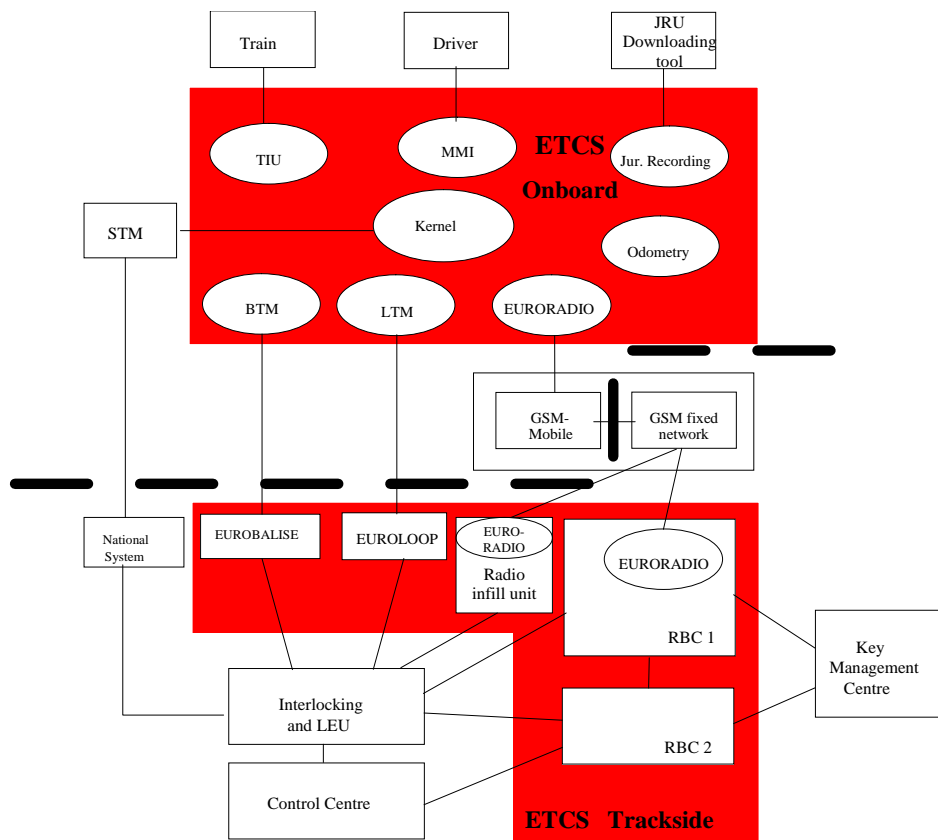 Train
Driver
JRU
Downloading
tool
TIU
MMI
ETCS
Onboard
Jur. Recording
STM
Kernel
Odometry
BTM
LTM
EURORADIO
GSM-
Mobile
GSM fixed
network
National
System
EUROBALISE
EUROLOOP
EURO-
RADIO
Radio
infill unit
EURORADIO
RBC 1
Key
Management
Centre
Interlocking
and LEU
RBC 2
Control Centre
ETCS Trackside